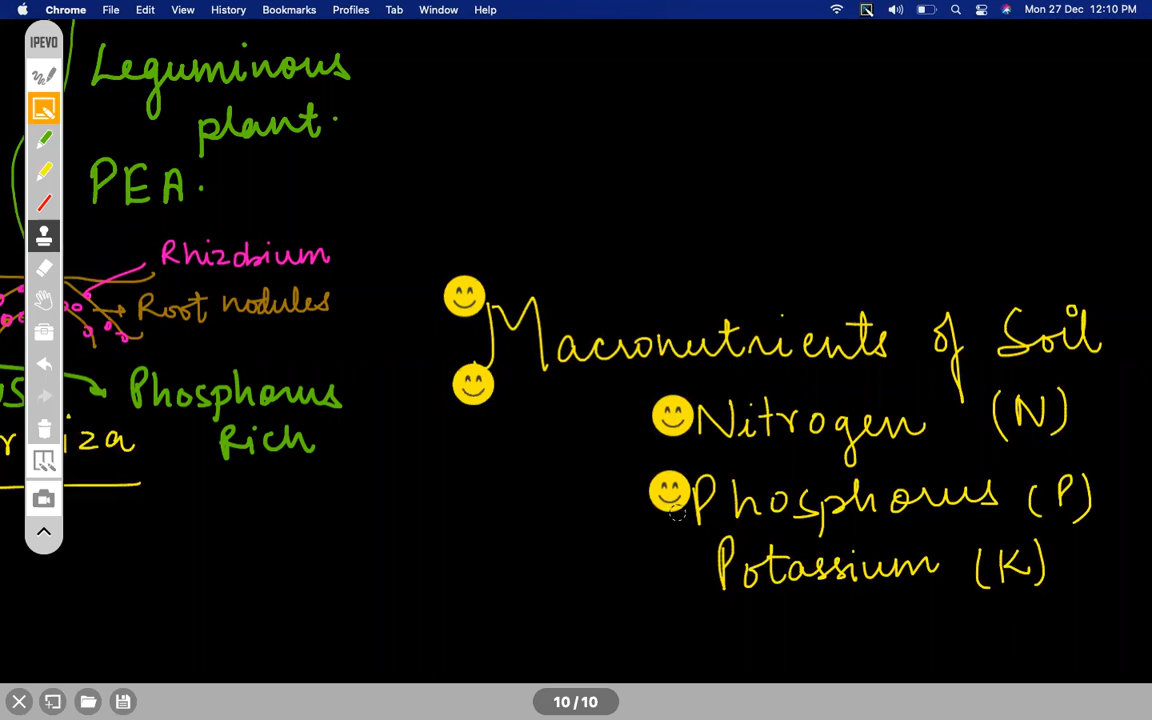 Chrome File Edit View History Bookmarks Profiles Tab Window Help Mon 27 Dec 12:10 PM
IPEVO
Leguminous
plant.
PEA.
Rhizobium
Root nodules
Phosphorus
Rich
iza
Macronutrients of Soil
Nitrogen (N)
Phosphorus (P)
Potassium (K)
10/10